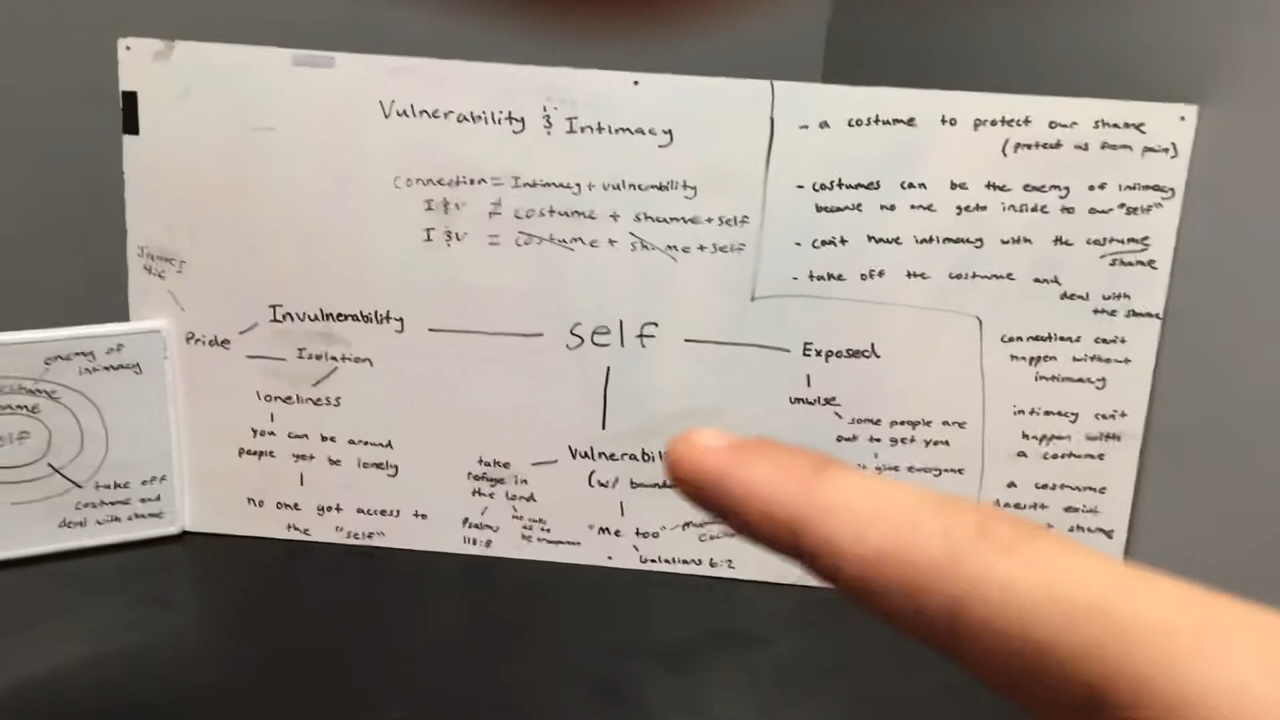 Vulnerability & Intimacy
connection = Intimacy + vulnerability
I & v ≠ costume + shame + self
I & v = costume + shame + self
- a costume to protect our shame
(protect us from pain)
- costumes can be the enemy of intimacy
because no one gets inside to our "self"
- can't have intimacy with the costume
shame
- take off the costume and
deal with
the shame
James
Pride
Invulnerability
Isolation
loneliness
you can be around
people yet be lonely
no one got access to
the "self"
self
Exposed
unwise
some people are
out to get you
give everyone
take
refuge in
the lord
Psalms
118:8
(w/
"Me too"
Galatians 6:2
connections can't
happen without
intimacy
intimacy can't
happen with
a costume
a costume
doesn't exist
shame
enemy of
intimacy
take off
costume and
deal with shame